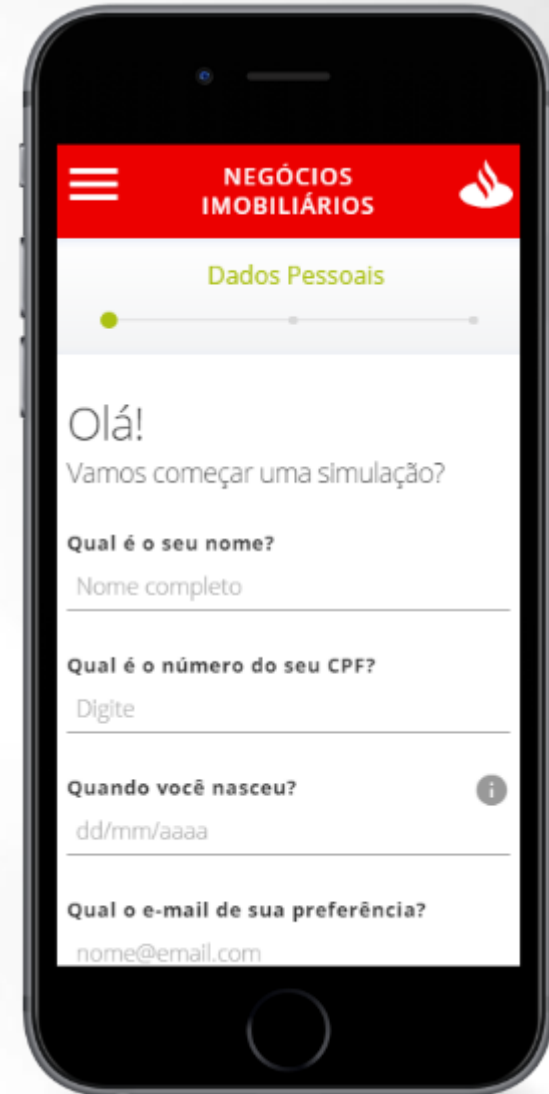 NEGÓCIOS
IMOBILIÁRIOS
Dados Pessoais
Olá!
Vamos começar uma simulação?
Qual é o seu nome?
Nome completo
Qual é o número do seu CPF?
Digite
Quando você nasceu?
i
dd/mm/aaaa
Qual o e-mail de sua preferência?
nome@email.com